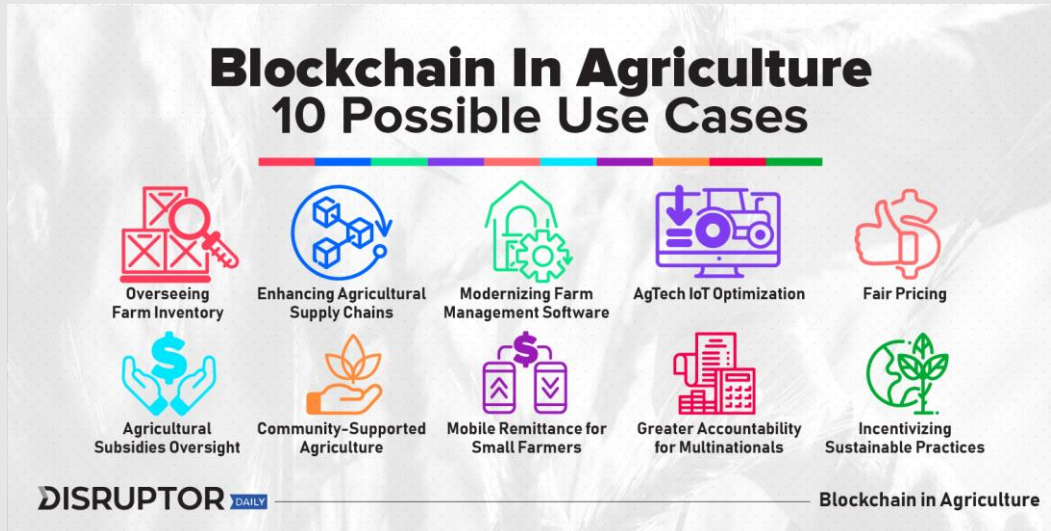 Blockchain In Agriculture
10 Possible Use Cases
Overseeing
Farm Inventory
Enhancing Agricultural
Supply Chains
Modernizing Farm
Management Software
AgTech IoT Optimization
Fair Pricing
Agricultural
Subsidies Oversight
Community-Supported
Agriculture
Mobile Remittance for
Small Farmers
Greater Accountability
for Multinationals
Incentivizing
Sustainable Practices
DISRUPTOR DAILY
Blockchain in Agriculture